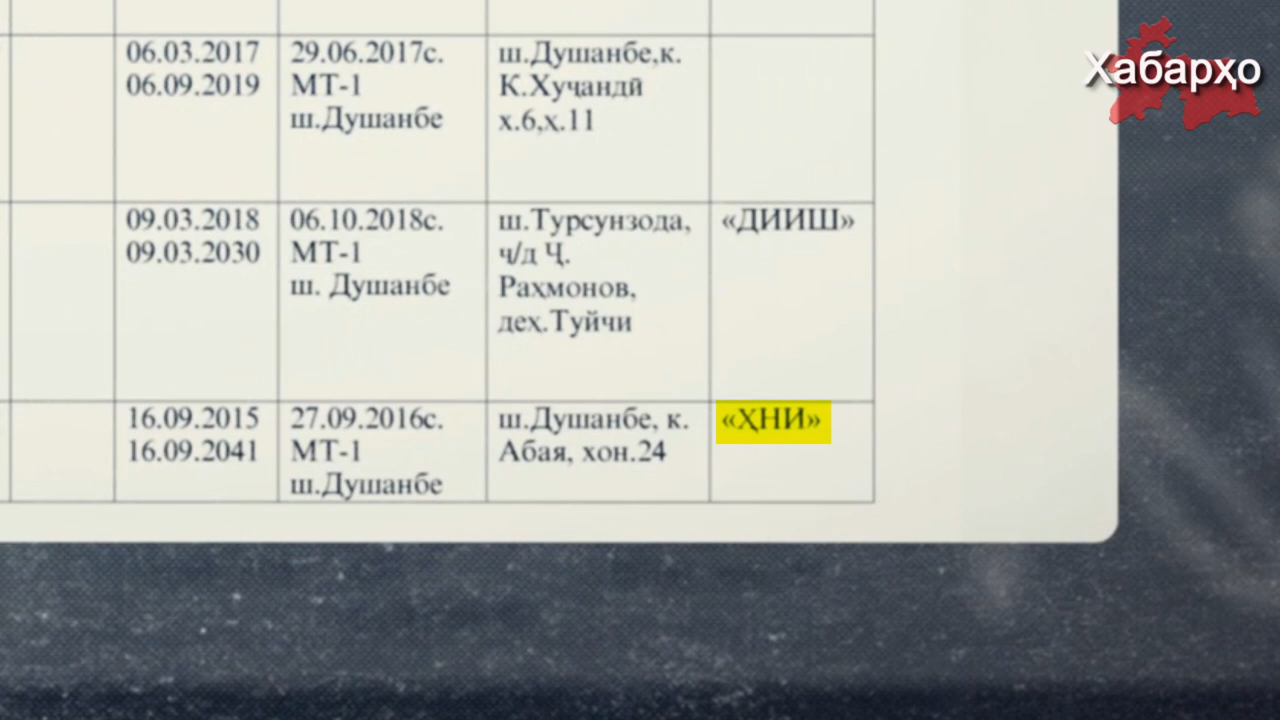 Хабарҳо
06.03.2017
06.09.2019
29.06.2017с.
МТ-1
ш.Душанбе
ш.Душанбе,к.
К.Хуҷандӣ
х.6,ҳ.11
09.03.2018
09.03.2030
06.10.2018с.
МТ-1
ш. Душанбе
ш.Турсунзода,
ч/д Ҷ.
Раҳмонов,
деҳ.Туйчи
«ДИИШ»
16.09.2015
16.09.2041
27.09.2016с.
МТ-1
ш.Душанбе
ш.Душанбе, к.
Абая, хон.24
«ҲНИ»